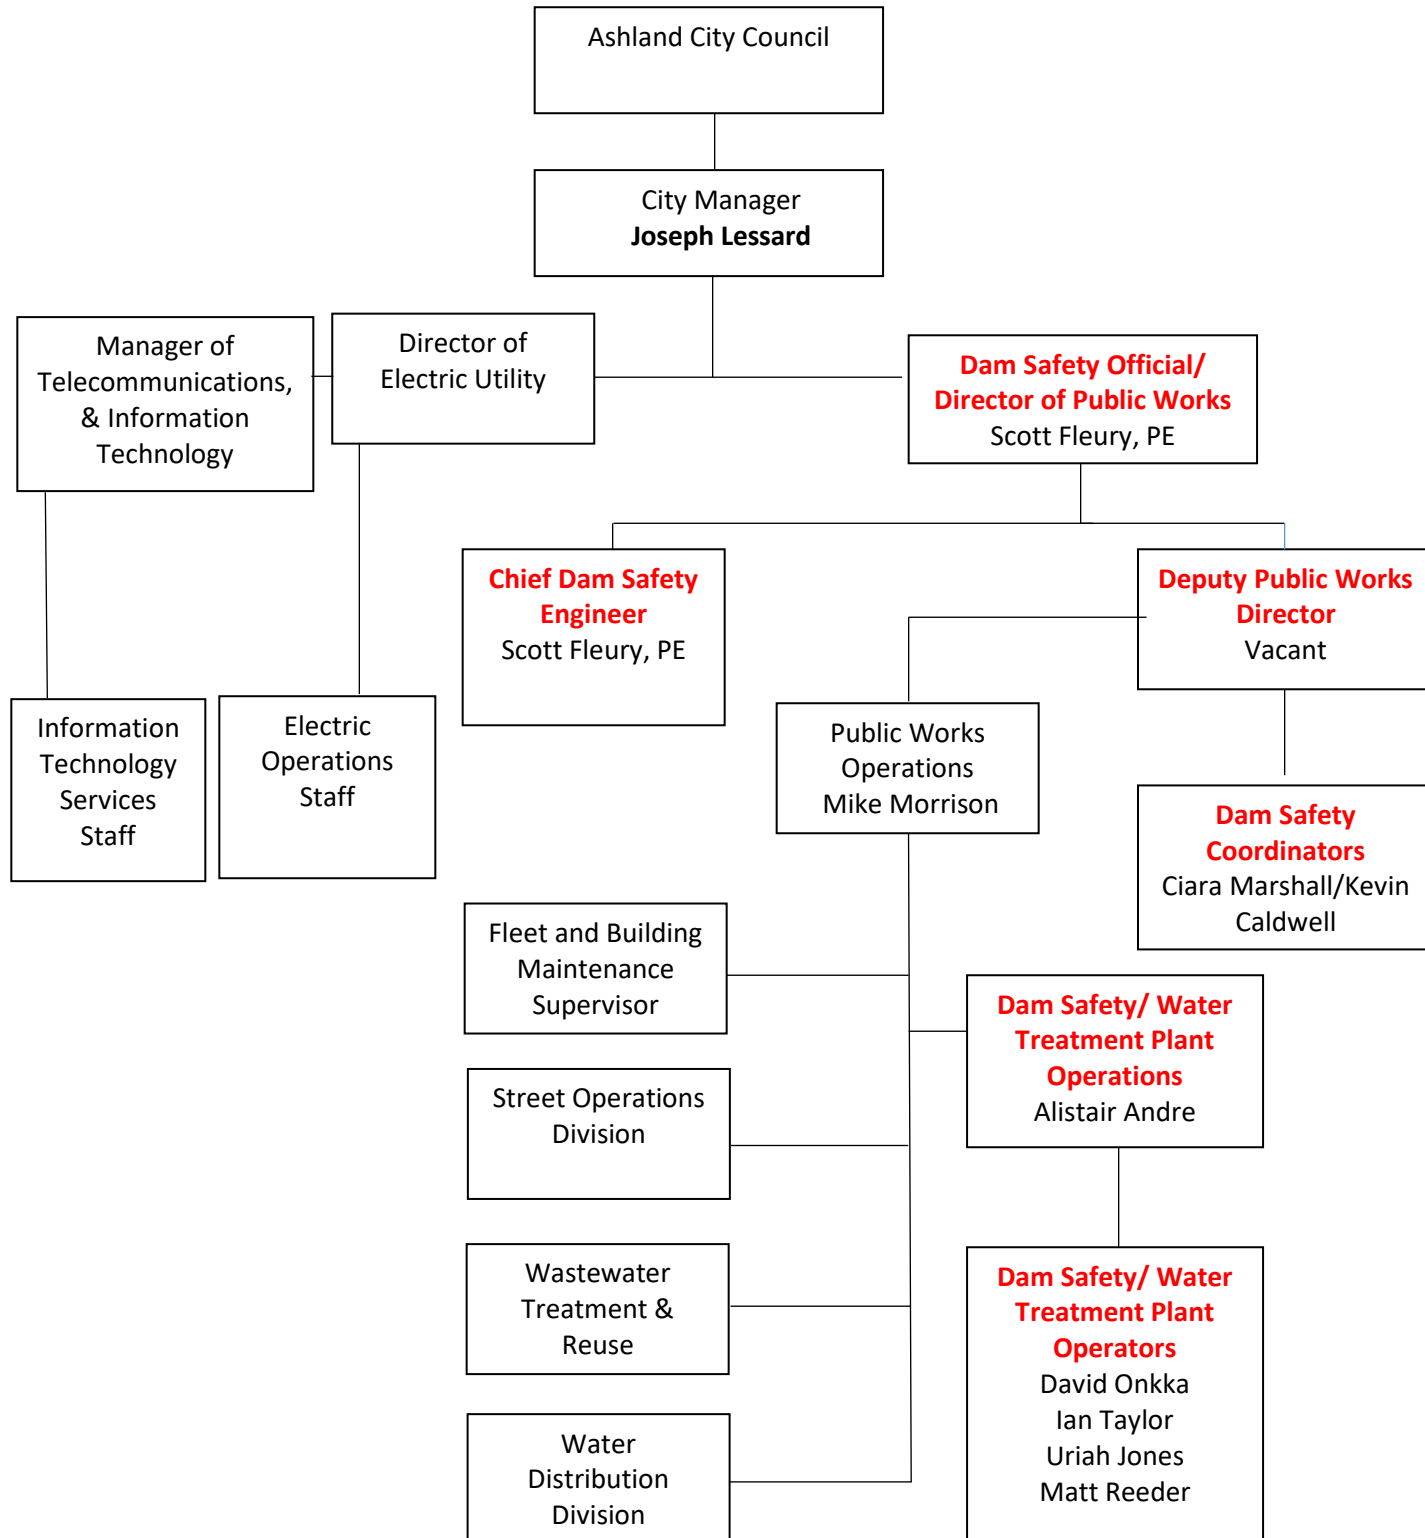 Ashland City Council
City Manager
Joseph Lessard
Manager of
Telecommunications,
& Information
Technology
Director of
Electric Utility
Dam Safety Official/
Director of Public Works
Scott Fleury, PE
Chief Dam Safety
Engineer
Scott Fleury, PE
Deputy Public Works
Director
Vacant
Information
Technology
Services
Staff
Electric
Operations
Staff
Public Works
Operations
Mike Morrison
Dam Safety
Coordinators
Ciara Marshall/Kevin
Caldwell
Fleet and Building
Maintenance
Supervisor
Dam Safety/ Water
Treatment Plant
Operations
Alistair Andre
Street Operations
Division
Wastewater
Treatment &
Reuse
Dam Safety/ Water
Treatment Plant
Operators
David Onkka
Ian Taylor
Uriah Jones
Matt Reeder
Water
Distribution
Division